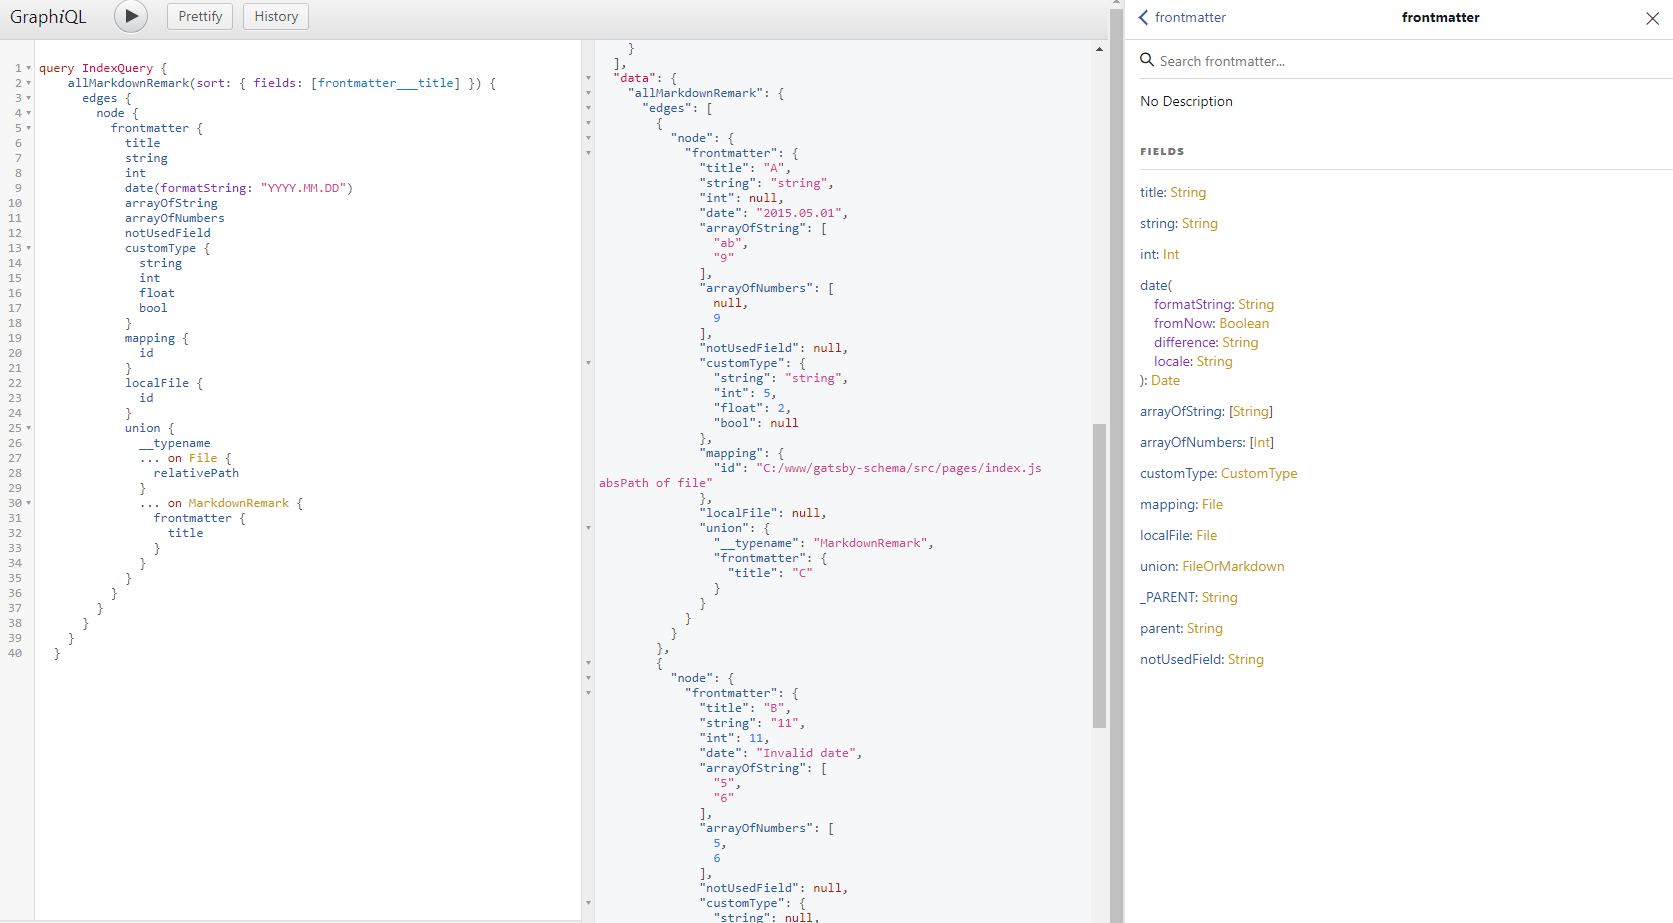 GraphiQL
Prettify
History
1 query IndexQuery {
2 allMarkdownRemark(sort: { fields: [frontmatter___title] }) {
3 edges {
4 node {
5 frontmatter {
6 title
7 string
8 int
9 date(formatString: "YYYY.MM.DD")
10 arrayOfString
11 arrayOfNumbers
12 notUsedField
13 customType {
14 string
15 int
16 float
17 bool
18 }
19 mapping {
20 id
21 }
22 localFile {
23 id
24 }
25 union {
26 __typename
27 ... on File {
28 relativePath
29 }
30 ... on MarkdownRemark {
31 frontmatter {
32 title
33 }
34 }
35 }
36 }
37 }
38 }
39 }
40 }
}
],
"data": {
"allMarkdownRemark": {
"edges": [
{
"node": {
"frontmatter": {
"title": "A",
"string": "string",
"int": null,
"date": "2015.05.01",
"arrayOfString": [
"ab",
"9"
],
"arrayOfNumbers": [
null,
9
],
"notUsedField": null,
"customType": {
"string": "string",
"int": 5,
"float": 2,
"bool": null
},
"mapping": {
"id": "C:/www/gatsby-schema/src/pages/index.js
absPath of file"
},
"localFile": null,
"union": {
"__typename": "MarkdownRemark",
"frontmatter": {
"title": "C"
}
}
}
}
},
{
"node": {
"frontmatter": {
"title": "B",
"string": "11",
"int": 11,
"date": "Invalid date",
"arrayOfString": [
"5",
"6"
],
"arrayOfNumbers": [
5,
6
],
"notUsedField": null,
"customType": {
"string": null,
frontmatter
frontmatter
Search frontmatter...
No Description
FIELDS
title: String
string: String
int: Int
date(
formatString: String
fromNow: Boolean
difference: String
locale: String
): Date
arrayOfString: [String]
arrayOfNumbers: [Int]
customType: CustomType
mapping: File
localFile: File
union: FileOrMarkdown
_PARENT: String
parent: String
notUsedField: String